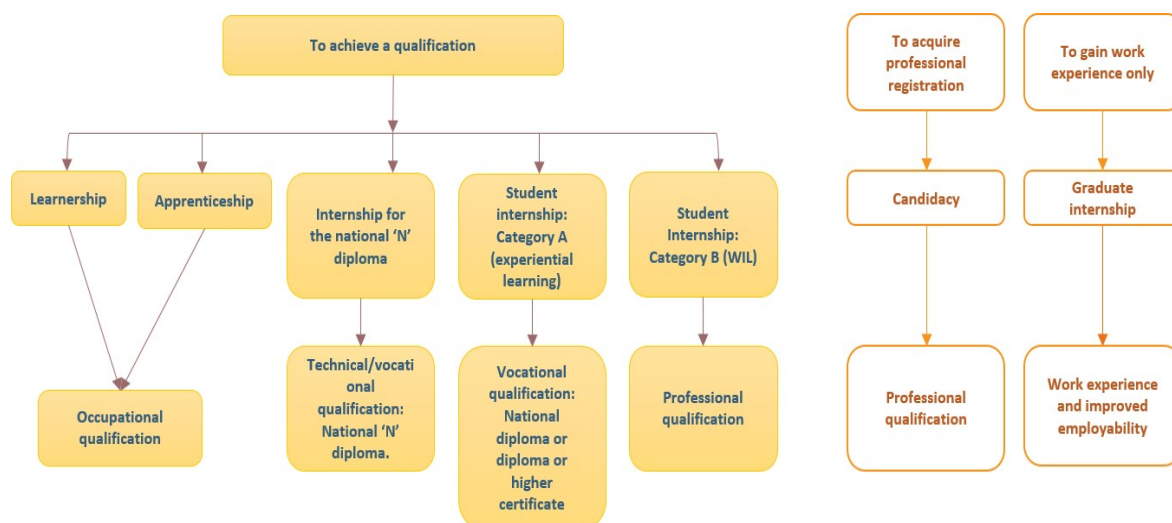 To achieve a qualification
To acquire
professional
registration
To gain work
experience only
Learnership
Apprenticeship
Internship for
the national ‘N’
diploma
Student
internship:
Category A
(experiential
learning)
Student
Internship:
Category B (WIL)
Candidacy
Graduate
internship
Occupational
qualification
Technical/vocati
onal
qualification:
National ‘N’
diploma.
Vocational
qualification:
National
diploma or
diploma or
higher
certificate
Professional
qualification
Professional
qualification
Work experience
and improved
employability